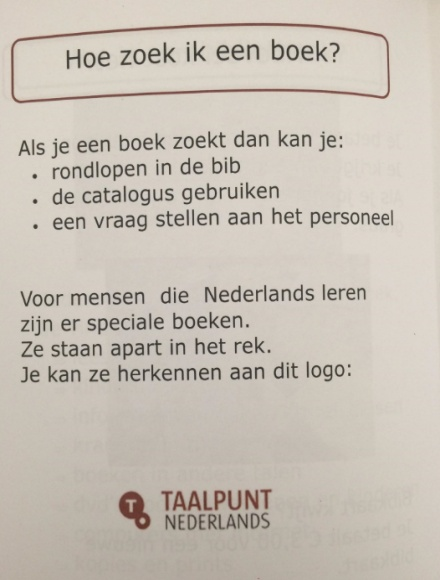 Hoe zoek ik een boek?
Als je een boek zoekt dan kan je:
• rondlopen in de bib
• de catalogus gebruiken
• een vraag stellen aan het personeel
Voor mensen die Nederlands leren
zijn er speciale boeken.
Ze staan apart in het rek.
Je kan ze herkennen aan dit logo:
T
TAALPUNT
NEDERLANDS